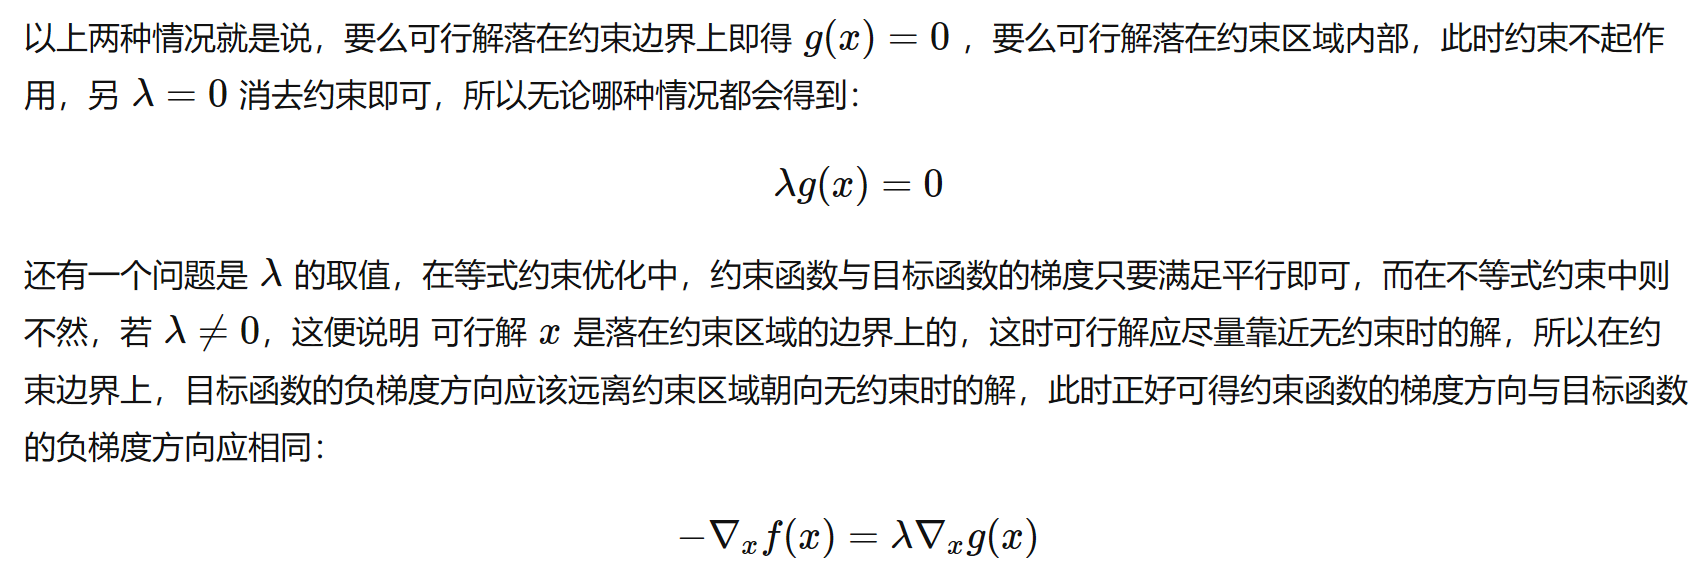 以上两种情况就是说，要么可行解落在约束边界上即得 g(x) = 0 ，要么可行解落在约束区域内部，此时约束不起作
用，另 λ = 0 消去约束即可，所以无论哪种情况都会得到：
λg(x) = 0
还有一个问题是 λ 的取值，在等式约束优化中，约束函数与目标函数的梯度只要满足平行即可，而在不等式约束中则
不然，若 λ ≠ 0，这便说明 可行解 x 是落在约束区域的边界上的，这时可行解应尽量靠近无约束时的解，所以在约
束边界上，目标函数的负梯度方向应该远离约束区域朝向无约束时的解，此时正好可得约束函数的梯度方向与目标函数
的负梯度方向应相同：
−∇ₓf(x) = λ∇ₓg(x)